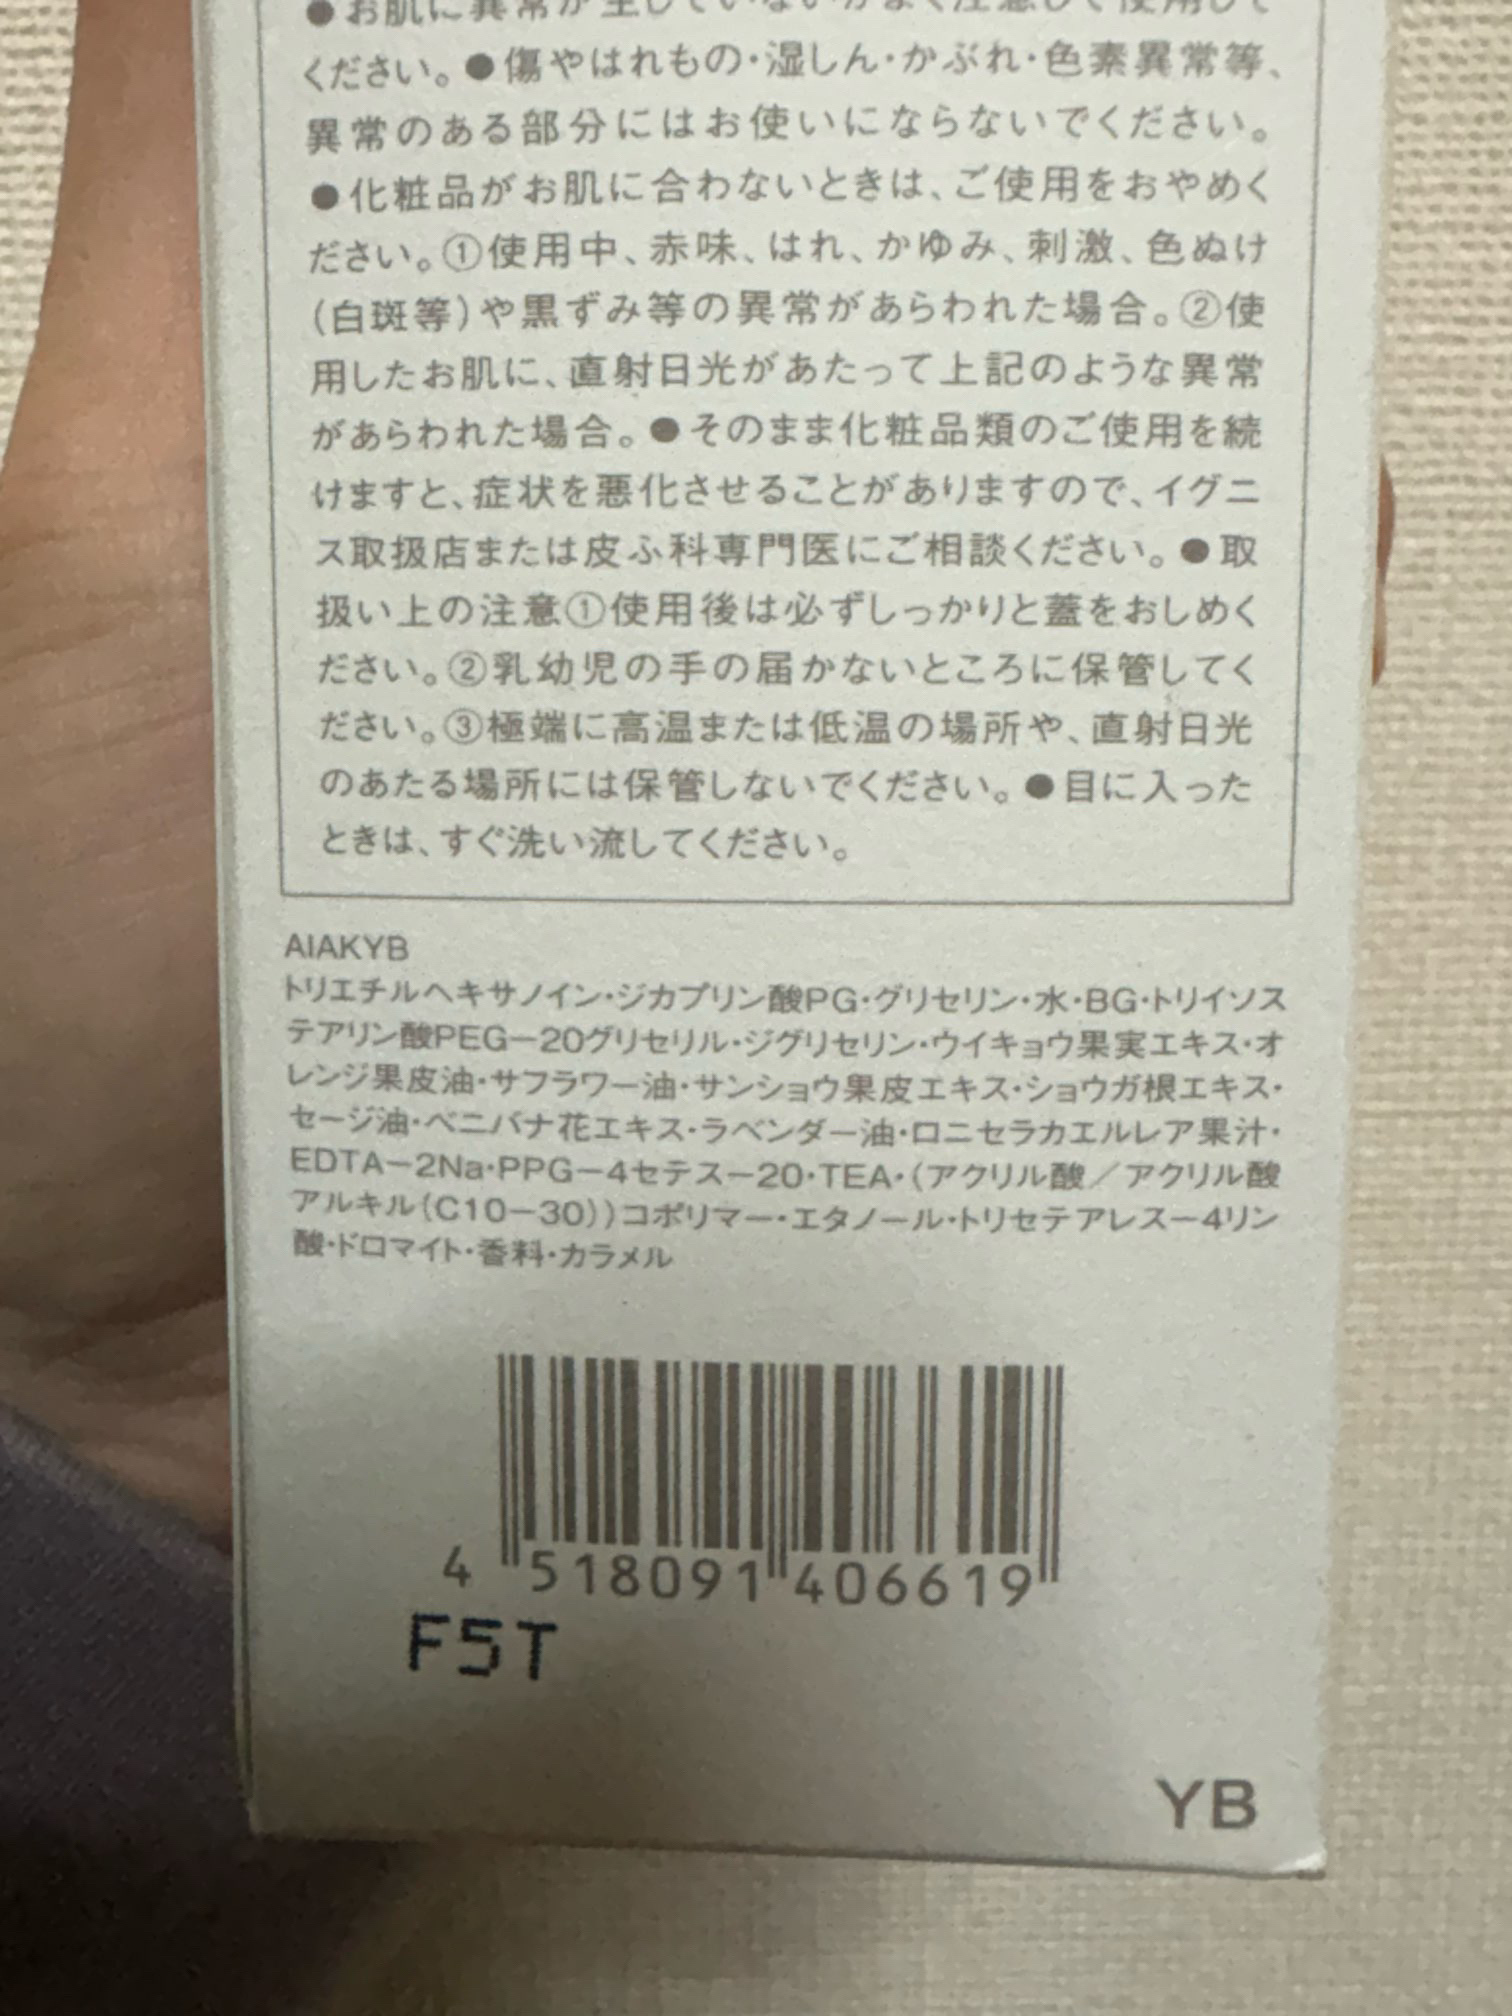 ●お肌に異常が生じていないかよく注意して使用して
ください。●傷やはれもの・湿しん・かぶれ・色素異常等、
異常のある部分にはお使いにならないでください。
●化粧品がお肌に合わないときは、ご使用をおやめく
ださい。①使用中、赤味、はれ、かゆみ、刺激、色ぬけ
(白斑等)や黒ずみ等の異常があらわれた場合。②使
用したお肌に、直射日光があたって上記のような異常
があらわれた場合。●そのまま化粧品類のご使用を続
けますと、症状を悪化させることがありますので、イグニ
ス取扱店または皮ふ科専門医にご相談ください。●取
扱い上の注意①使用後は必ずしっかりと蓋をおしめく
ださい。②乳幼児の手の届かないところに保管してく
ださい。③極端に高温または低温の場所や、直射日光
のあたる場所には保管しないでください。●目に入った
ときは、すぐ洗い流してください。
AIAKYB
トリエチルヘキサノイン・ジカプリン酸PG・グリセリン・水・BG・トリイソス
テアリン酸PEG−20グリセリル・ジグリセリン・ウイキョウ果実エキス・オ
レンジ果皮油・サフラワー油・サンショウ果皮エキス・ショウガ根エキス・
セージ油・ベニバナ花エキス・ラベンダー油・ロニセラカエルレア果汁・
EDTA−2Na・PPG−4セテス−20・TEA・(アクリル酸／アクリル酸
アルキル(C10−30))コポリマー・エタノール・トリセテアレス−4リン
酸・ドロマイト・香料・カラメル
4 518091 406619
F5T
YB